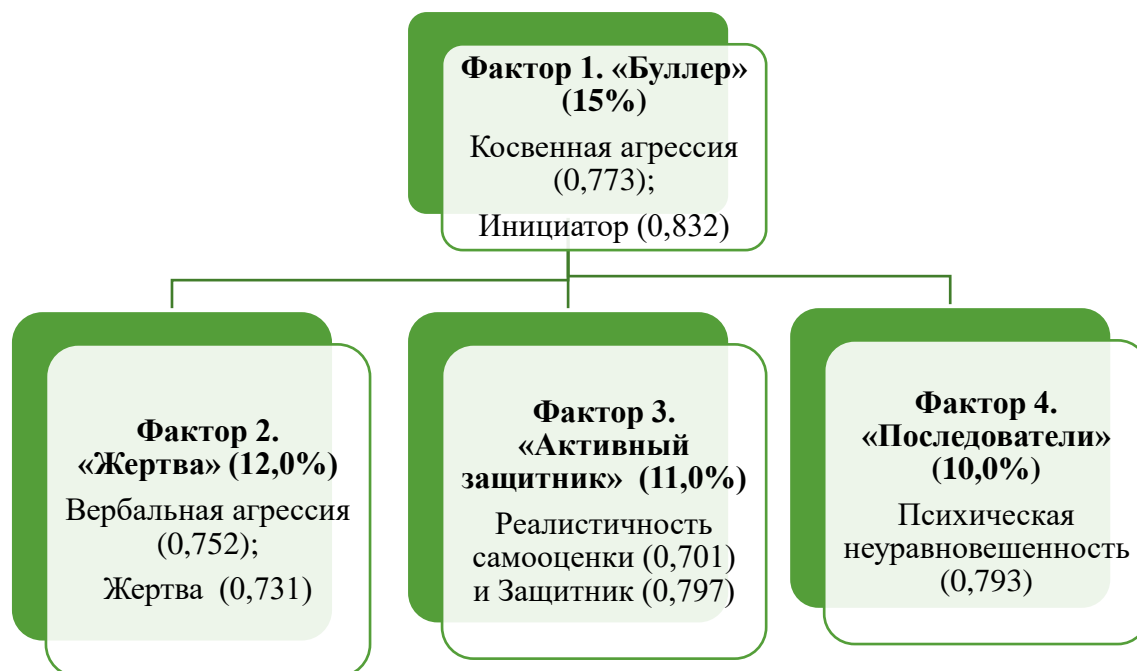 Фактор 1. «Буллер»
(15%)
Косвенная агрессия
(0,773);
Инициатор (0,832)
Фактор 2.
«Жертва» (12,0%)
Вербальная агрессия
(0,752);
Жертва (0,731)
Фактор 3.
«Активный
защитник» (11,0%)
Реалистичность
самооценки (0,701)
и Защитник (0,797)
Фактор 4.
«Последователи»
(10,0%)
Психическая
неуравновешенность
(0,793)